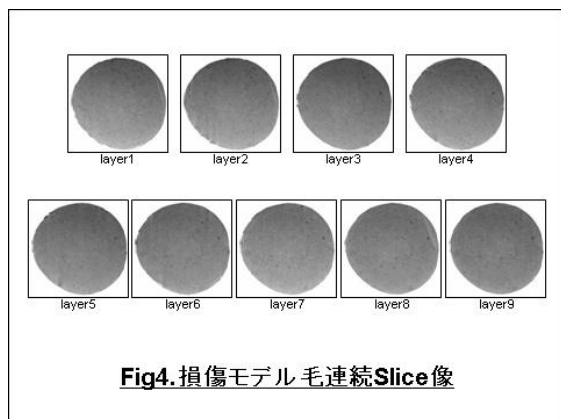 layer1 layer2 layer3 layer4
layer5 layer6 layer7 layer8 layer9
Fig4.損傷モデル毛連続Slice像